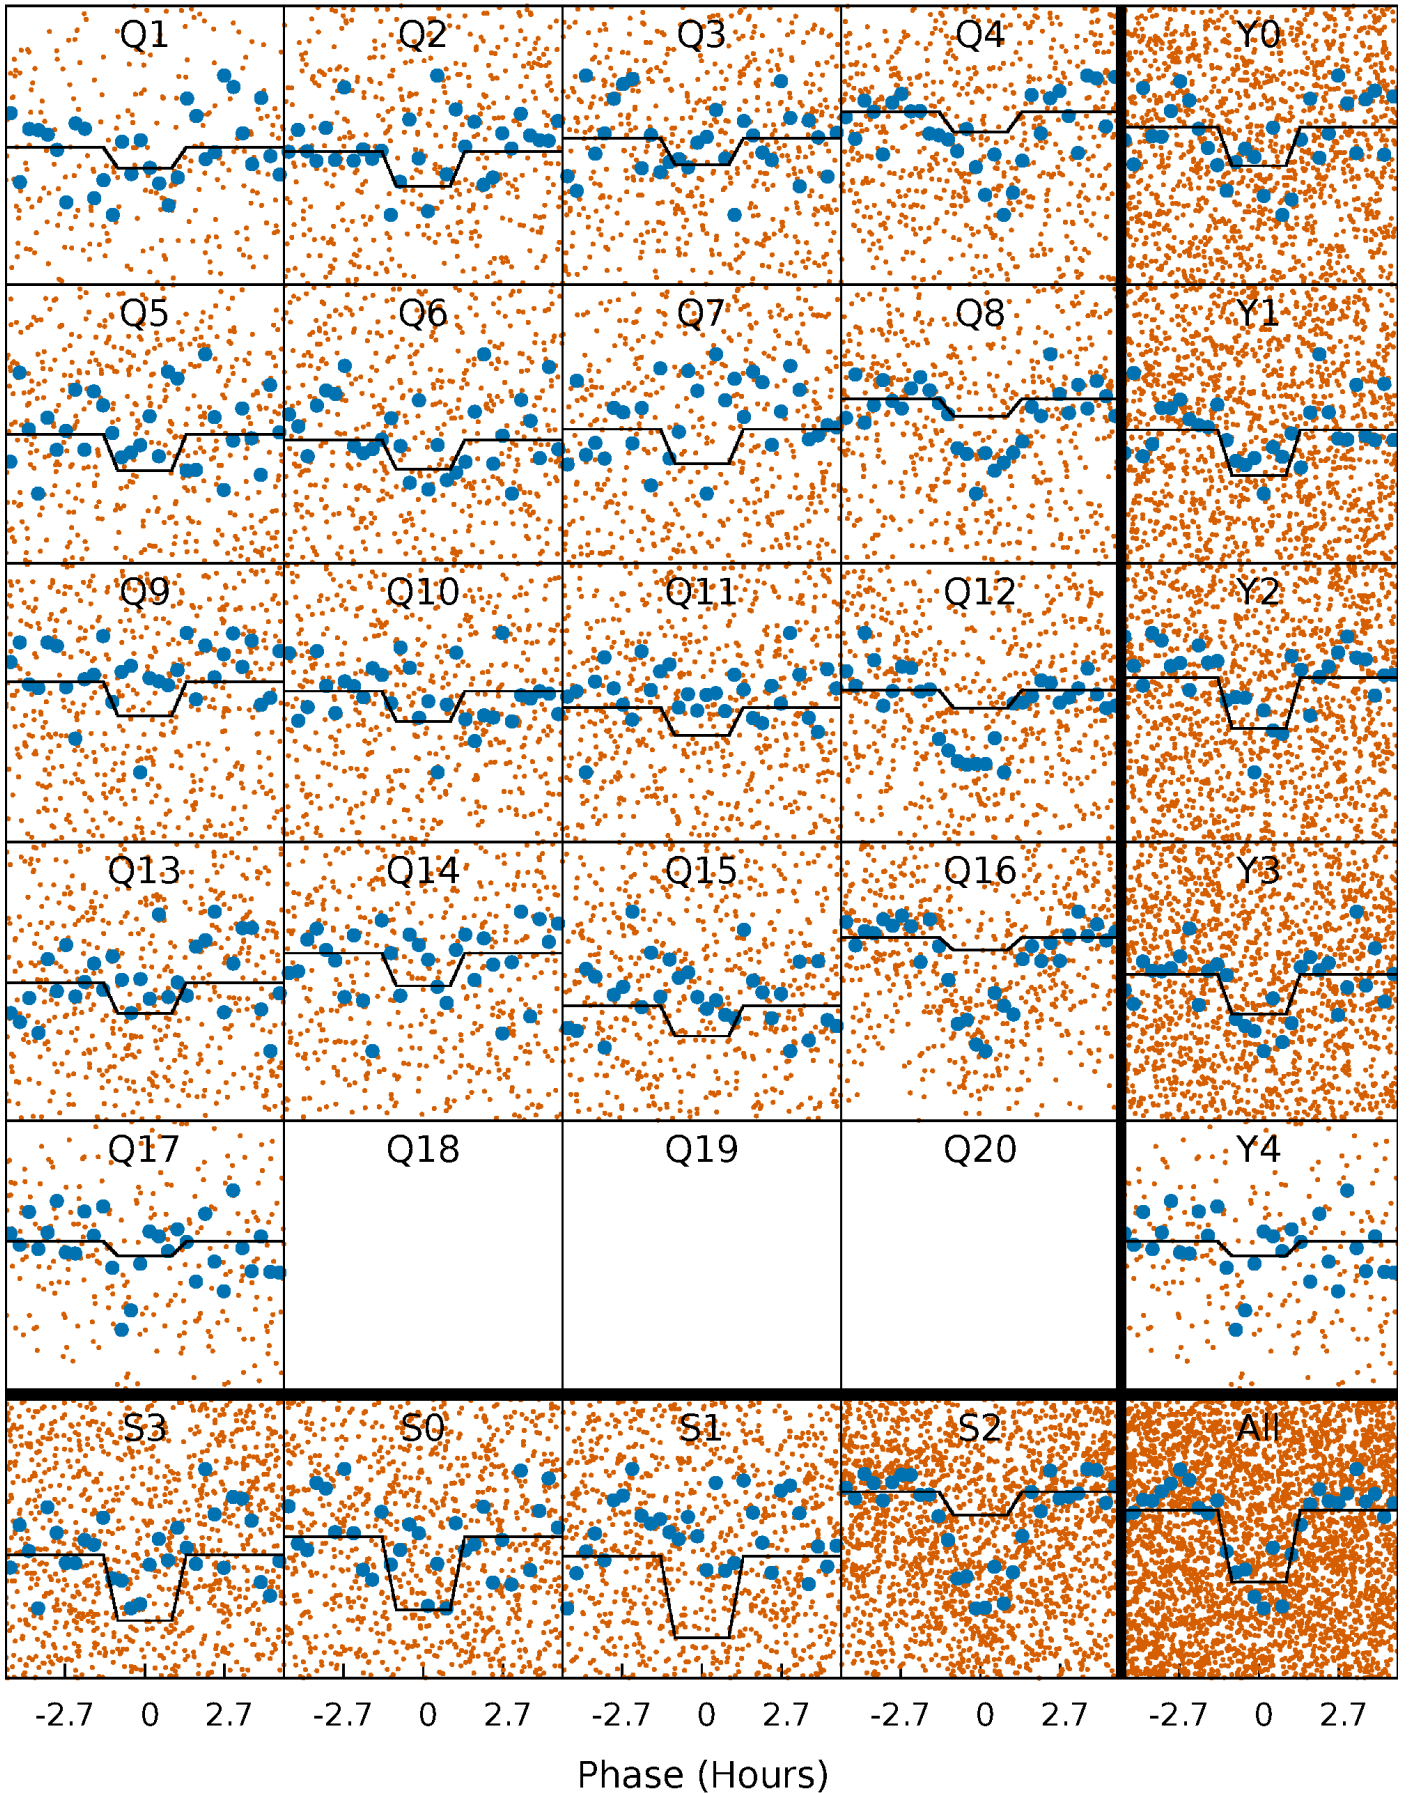 Q1 Q2 Q3 Q4 Y0
Q5 Q6 Q7 Q8 Y1
Q9 Q10 Q11 Q12 Y2
Q13 Q14 Q15 Q16 Y3
Q17 Q18 Q19 Q20 Y4
S3 S0 S1 S2 All
-2.7 0 2.7 -2.7 0 2.7 -2.7 0 2.7 -2.7 0 2.7 -2.7 0 2.7
Phase (Hours)